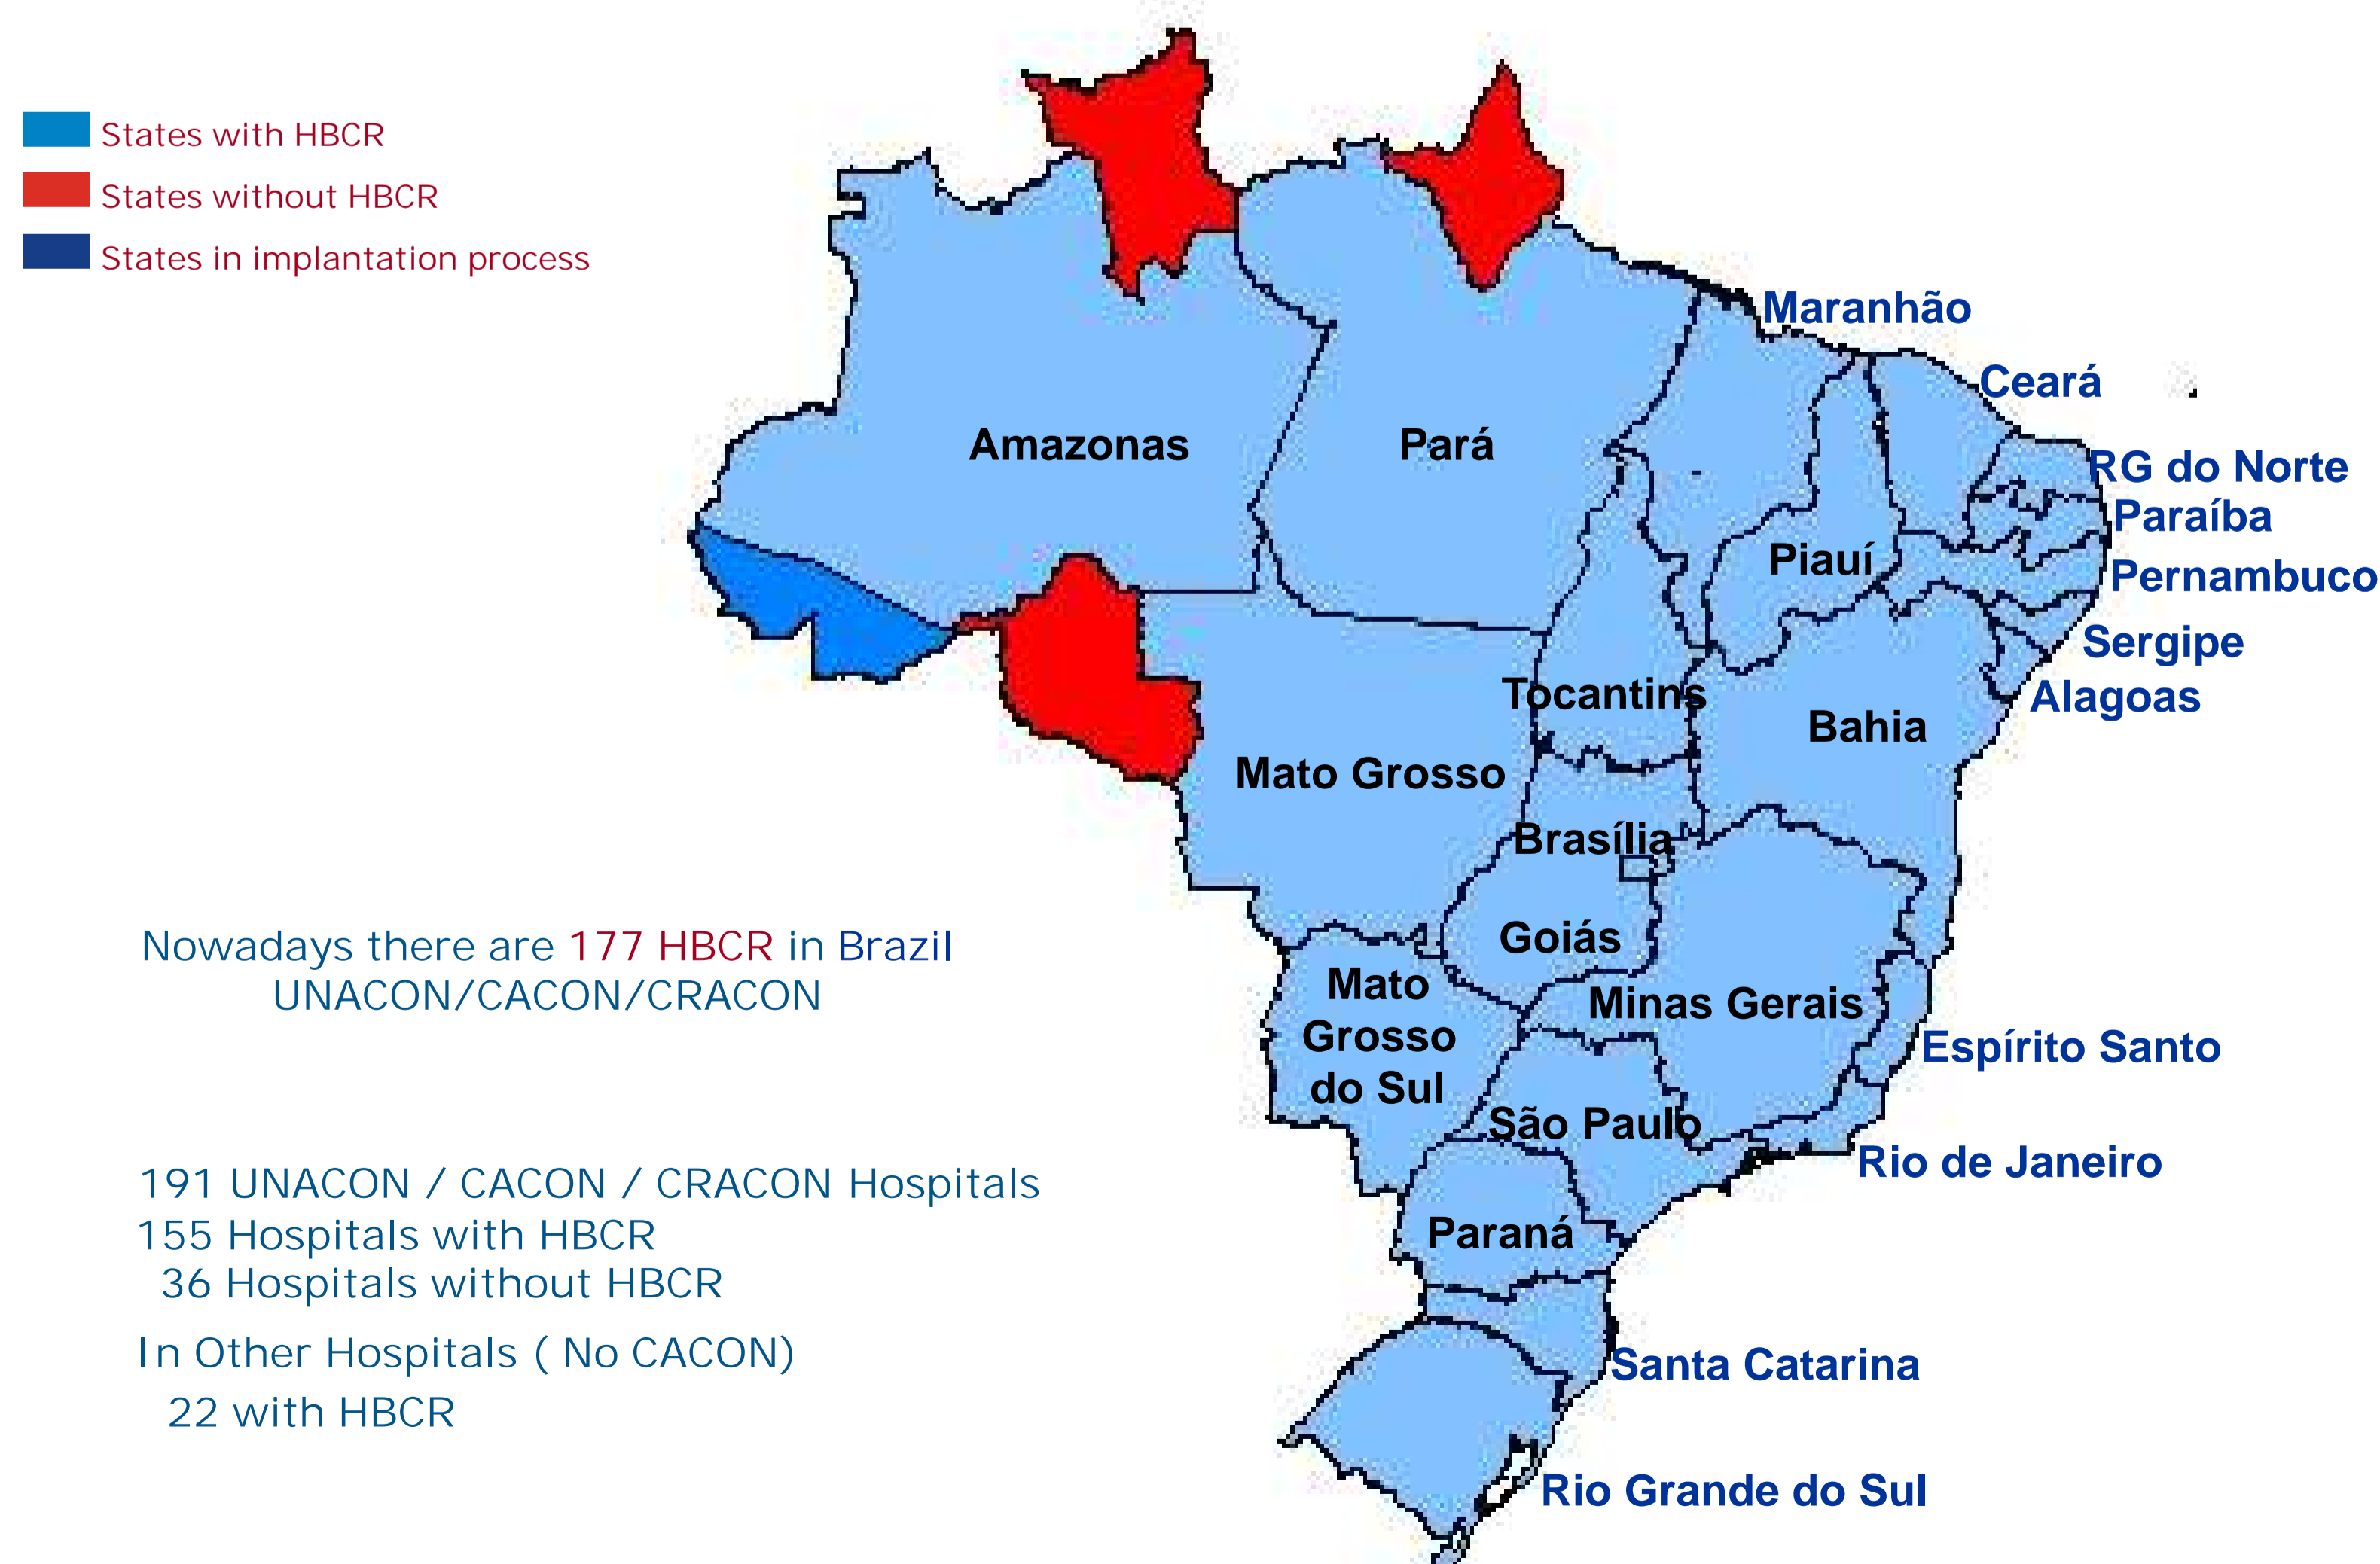 States with HBCR
States without HBCR
States in implantation process
Maranhão
Ceará
Amazonas
Pará
RG do Norte
Paraíba
Piauí
Pernambuco
Sergipe
Tocantins
Alagoas
Bahia
Mato Grosso
Brasília
Goiás
Nowadays there are 177 HBCR in Brazil
UNACON/CACON/CRACON
Mato
Grosso
do Sul
Minas Gerais
Espírito Santo
São Paulo
Rio de Janeiro
191 UNACON / CACON / CRACON Hospitals
155 Hospitals with HBCR
36 Hospitals without HBCR
Paraná
In Other Hospitals ( No CACON)
22 with HBCR
Santa Catarina
Rio Grande do Sul